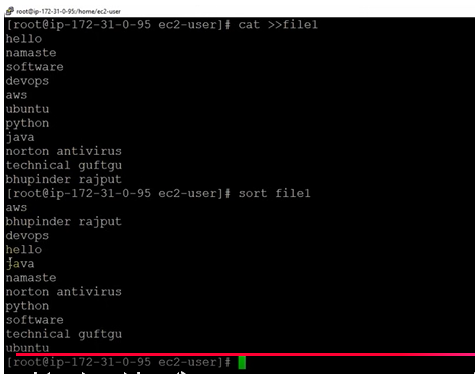 root@ip-172-31-0-95:/home/ec2-user
[root@ip-172-31-0-95 ec2-user]# cat >>file1
hello
namaste
software
devops
aws
ubuntu
python
java
norton antivirus
technical guftgu
bhupinder rajput
[root@ip-172-31-0-95 ec2-user]# sort file1
aws
bhupinder rajput
devops
hello
java
namaste
norton antivirus
python
software
technical guftgu
ubuntu
[root@ip-172-31-0-95 ec2-user]#